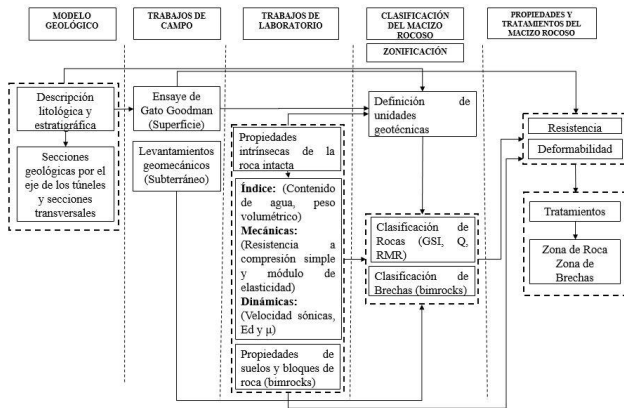 MODELO
GEOLÓGICO
TRABAJOS DE
CAMPO
TRABAJOS DE
LABORATORIO
CLASIFICACIÓN
DEL MACIZO
ROCOSO
ZONIFICACIÓN
PROPIEDADES Y
TRATAMIENTOS DEL
MACIZO ROCOSO
Descripción
litológica y
estratigráfica
Secciones
geológicas por el
eje de los túneles y
secciones
transversales
Ensaye de
Gato Goodman
(Superficie)
Levantamientos
geomecánicos
(Subterráneo)
Propiedades
intrínsecas de la
roca intacta
Índice: (Contenido
de agua, peso
volumétrico)
Mecánicas:
(Resistencia a
compresión simple
y módulo de
elasticidad)
Dinámicas:
(Velocidad sónicas,
Ed y μ)
Propiedades de
suelos y bloques de
roca (bimrocks)
Definición de
unidades
geotécnicas
Clasificación de
Rocas (GSI, Q,
RMR)
Clasificación de
Brechas (bimrocks)
Resistencia
Deformabilidad
Tratamientos
Zona de Roca
Zona de
Brechas